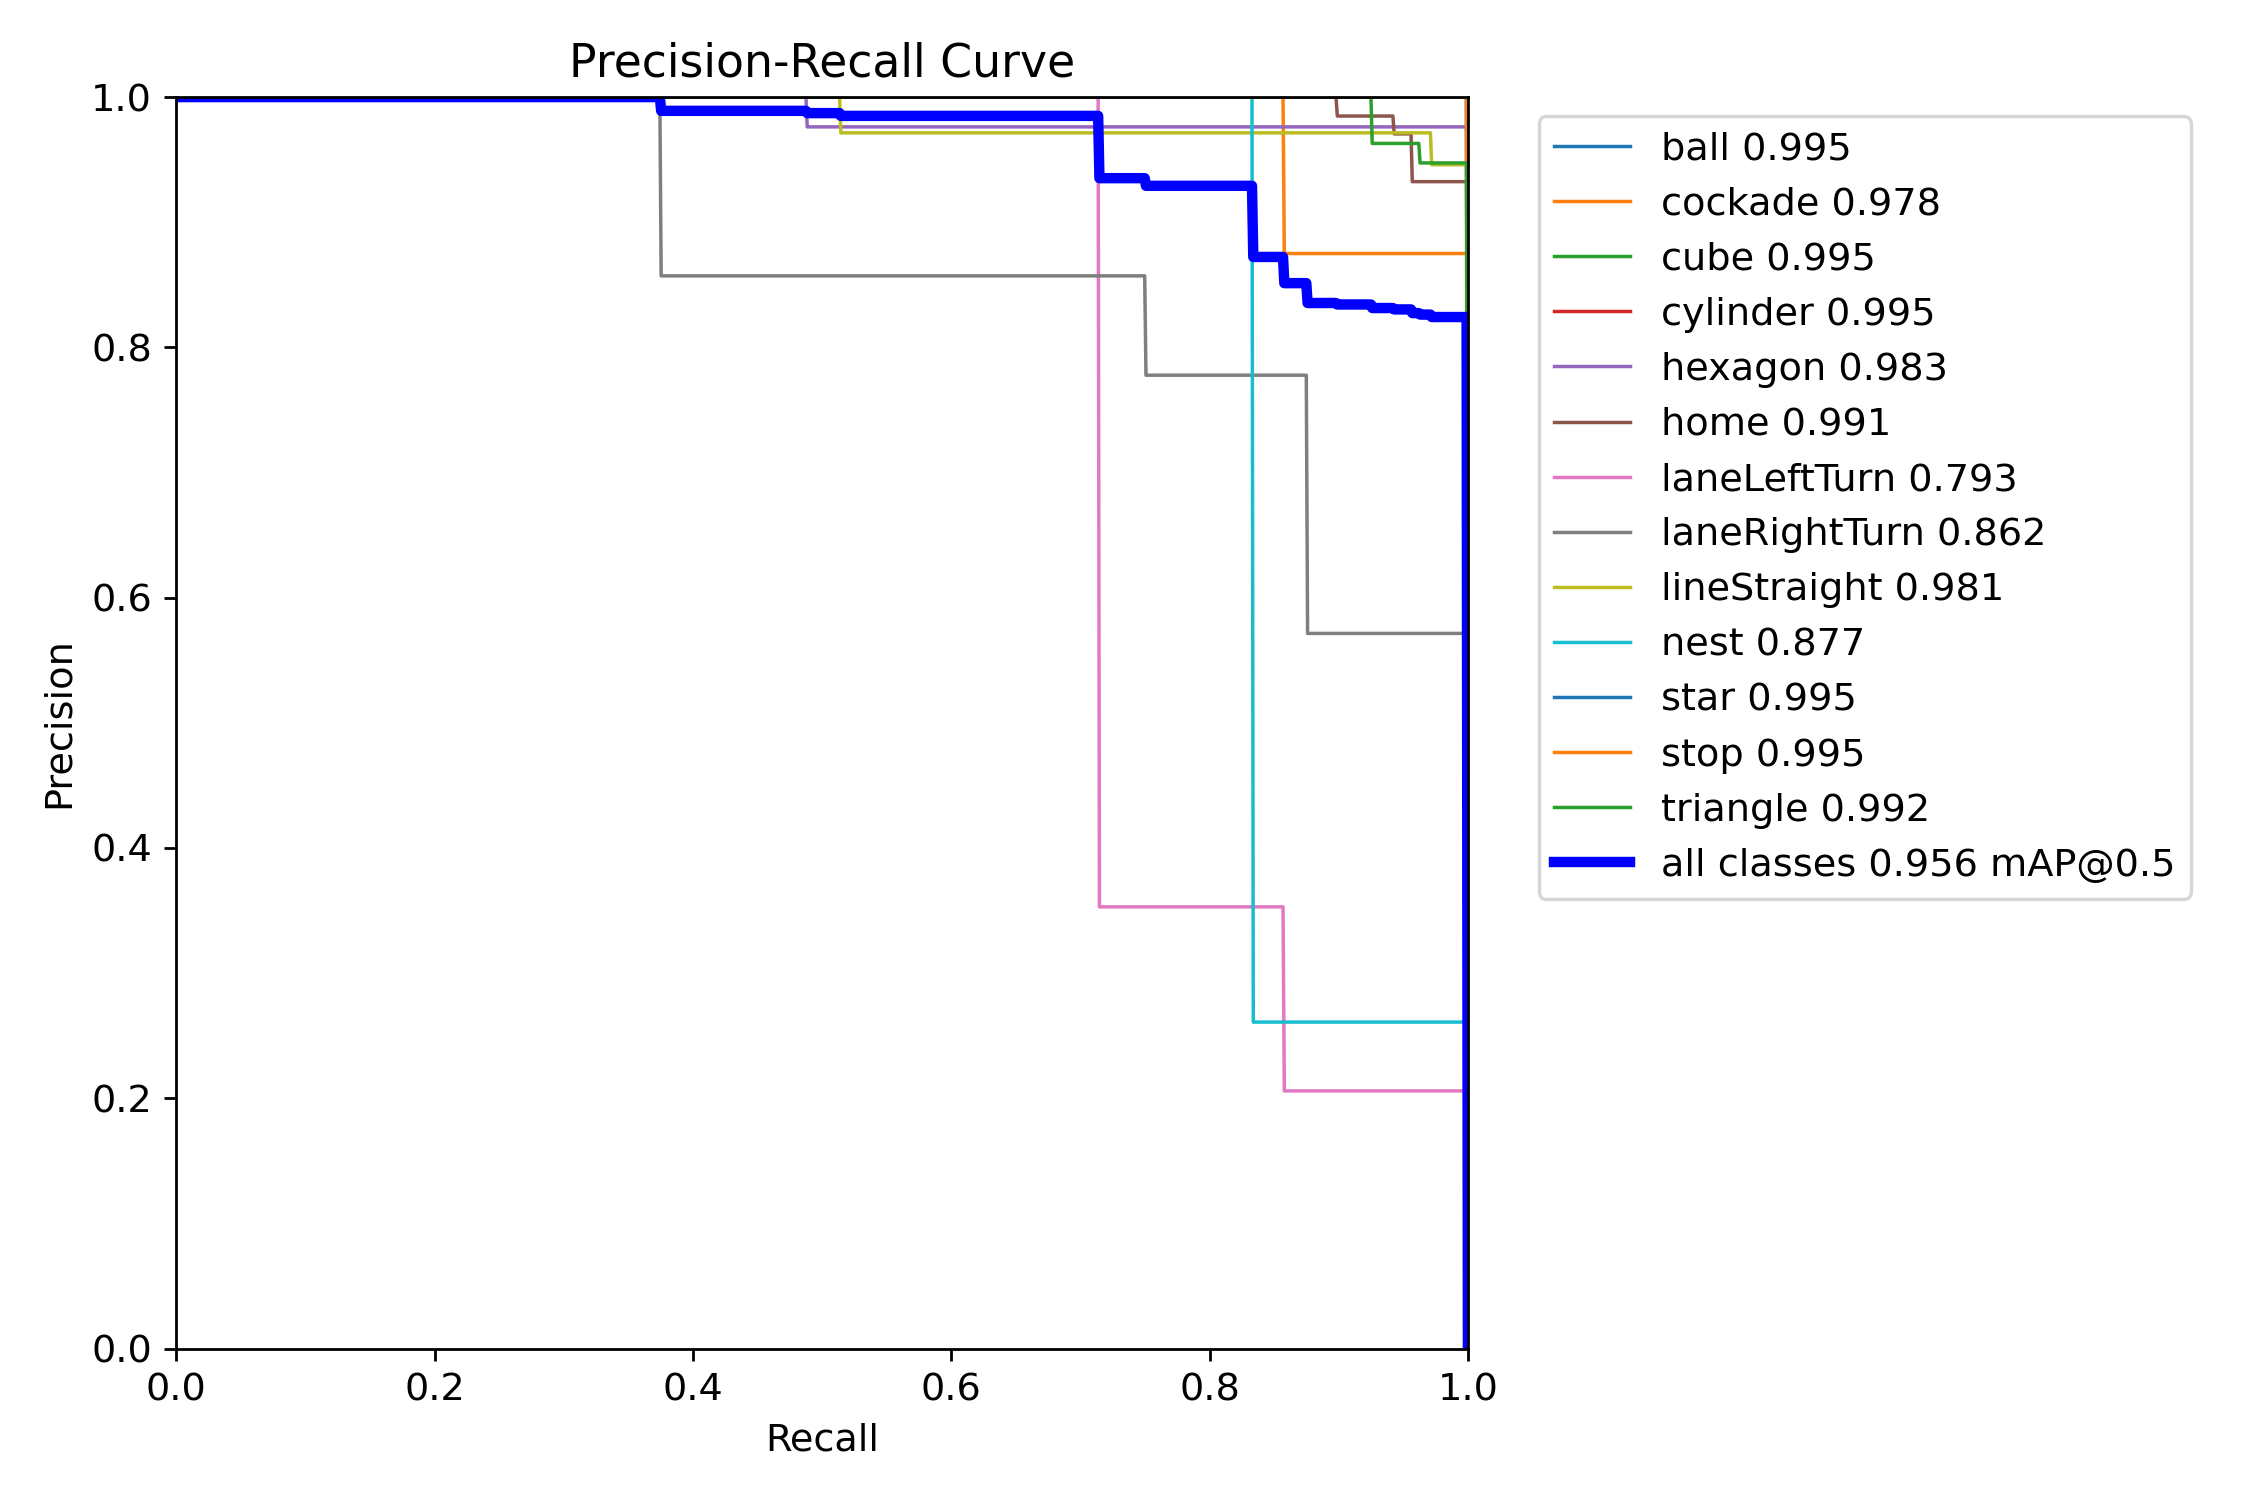 Precision-Recall Curve
1.0
0.8
0.6
0.4
0.2
0.0
Precision
0.0 0.2 0.4 0.6 0.8 1.0
Recall
ball 0.995
cockade 0.978
cube 0.995
cylinder 0.995
hexagon 0.983
home 0.991
laneLeftTurn 0.793
laneRightTurn 0.862
lineStraight 0.981
nest 0.877
star 0.995
stop 0.995
triangle 0.992
all classes 0.956 mAP@0.5